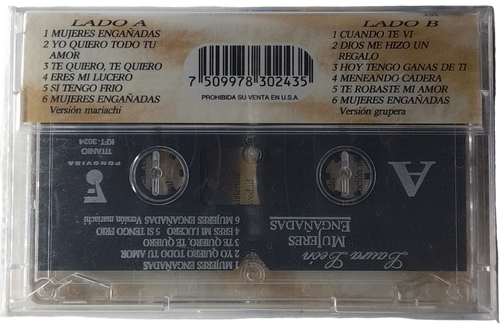 LADO A
1 MUJERES ENGAÑADAS
2 YO QUIERO TODO TU
AMOR
3 TE QUIERO, TE QUIERO
4 ERES MI LUCERO
5 SI TENGO FRIO
6 MUJERES ENGAÑADAS
Versión mariachi
7 509978 302435
PROHIBIDA SU VENTA EN U.S.A.
LADO B
1 CUANDO TE VI
2 DIOS ME HIZO UN
REGALO
3 HOY TENGO GANAS DE TI
4 MENEANDO CADERA
5 TE ROBASTE MI AMOR
6 MUJERES ENGAÑADAS
Versión grupera
A
Laura León
MUJERES
ENGAÑADAS
1 MUJERES ENGAÑADAS
2 YO QUIERO TODO TU AMOR
3 TE QUIERO, TE QUIERO
4 ERES MI LUCERO 5 SI TENGO FRIO
6 MUJERES ENGAÑADAS Versión mariachi
FONOVISA
TITANIO
KFT-3024